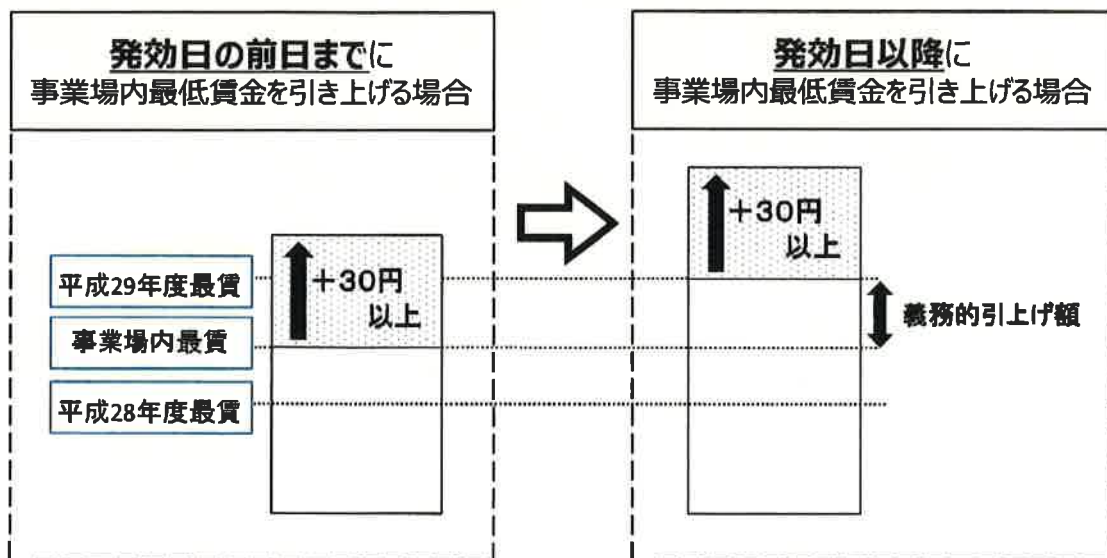 発効日の前日までに
事業場内最低賃金を引き上げる場合
発効日以降に
事業場内最低賃金を引き上げる場合
+30円
以上
平成29年度最賃
事業場内最賃
平成28年度最賃
+30円
以上
義務的引上げ額